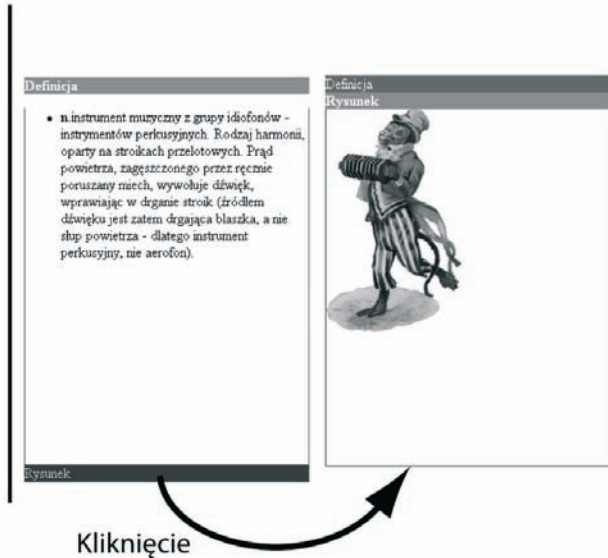 Definicja
n.instrument muzyczny z grupy idiofonów -
instrymentów perkusyjnych. Rodzaj harmonii,
oparty na stroikach przelotowych. Prąd
powietrza, zagęszczonego przez ręcznie
poruszany miech, wywołuje dźwięk,
wprawiając w drganie stroik (źródłem
dźwięku jest zatem drgająca blaszka, a nie
słup powietrza - dlatego instrument
perkusyjny, nie aerofon).
Rysunek
Definicja
Rysunek
Kliknięcie